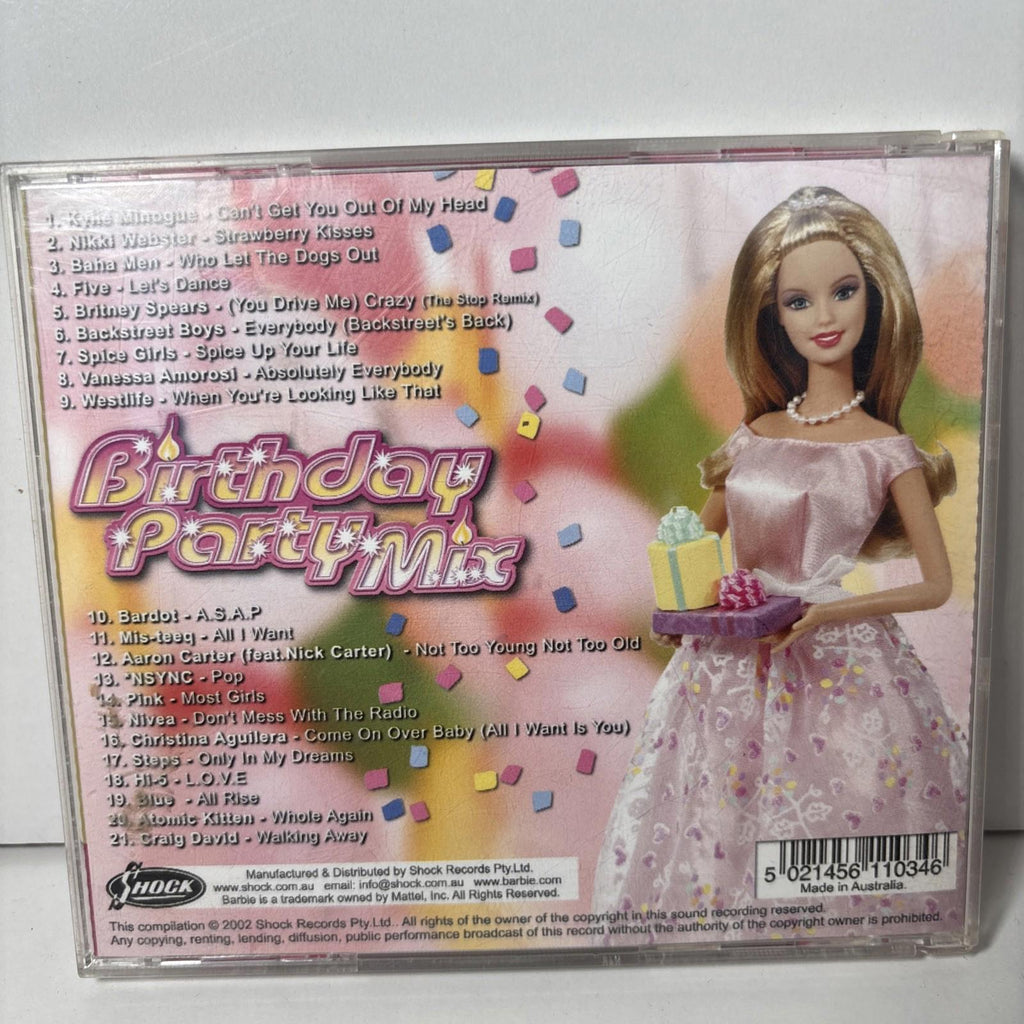 1. Kylie Minogue - Can't Get You Out Of My Head
2. Nikki Webster - Strawberry Kisses
3. Baha Men - Who Let The Dogs Out
4. Five - Let's Dance
5. Britney Spears - (You Drive Me) Crazy (The Stop Remix)
6. Backstreet Boys - Everybody (Backstreet's Back)
7. Spice Girls - Spice Up Your Life
8. Vanessa Amorosi - Absolutely Everybody
9. Westlife - When You're Looking Like That
Birthday
Party Mix
10. Bardot - A.S.A.P
11. Mis-teeq - All I Want
12. Aaron Carter (feat.Nick Carter) - Not Too Young Not Too Old
13. *NSYNC - Pop
14. Pink - Most Girls
15. Nivea - Don't Mess With The Radio
16. Christina Aguilera - Come On Over Baby (All I Want Is You)
17. Steps - Only In My Dreams
18. Hi-5 - L.O.V.E
19. Blue - All Rise
20. Atomic Kitten - Whole Again
21. Craig David - Walking Away
SHOCK
Manufactured & Distributed by Shock Records Pty.Ltd.
www.shock.com.au email: info@shock.com.au www.barbie.com
Barbie is a trademark owned by Mattel, Inc. All Rights Reserved.
5 021456 110346
Made in Australia.
This compilation © 2002 Shock Records Pty Ltd.. All rights of the owner of the copyright in this sound recording reserved.
Any copying, renting, lending, diffusion, public performance broadcast of this record without the authority of the copyright owner is prohibited.